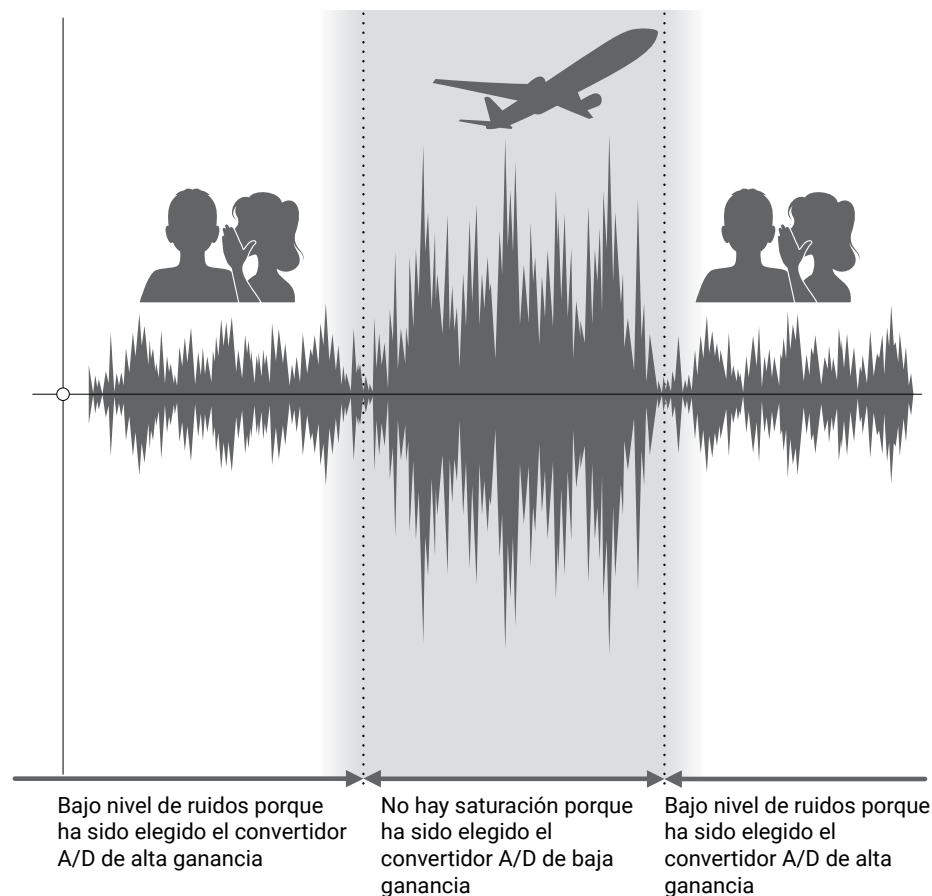 Bajo nivel de ruidos porque
ha sido elegido el convertidor
A/D de alta ganancia
No hay saturación porque
ha sido elegido el
convertidor A/D de baja
ganancia
Bajo nivel de ruidos porque
ha sido elegido el
convertidor A/D de alta
ganancia